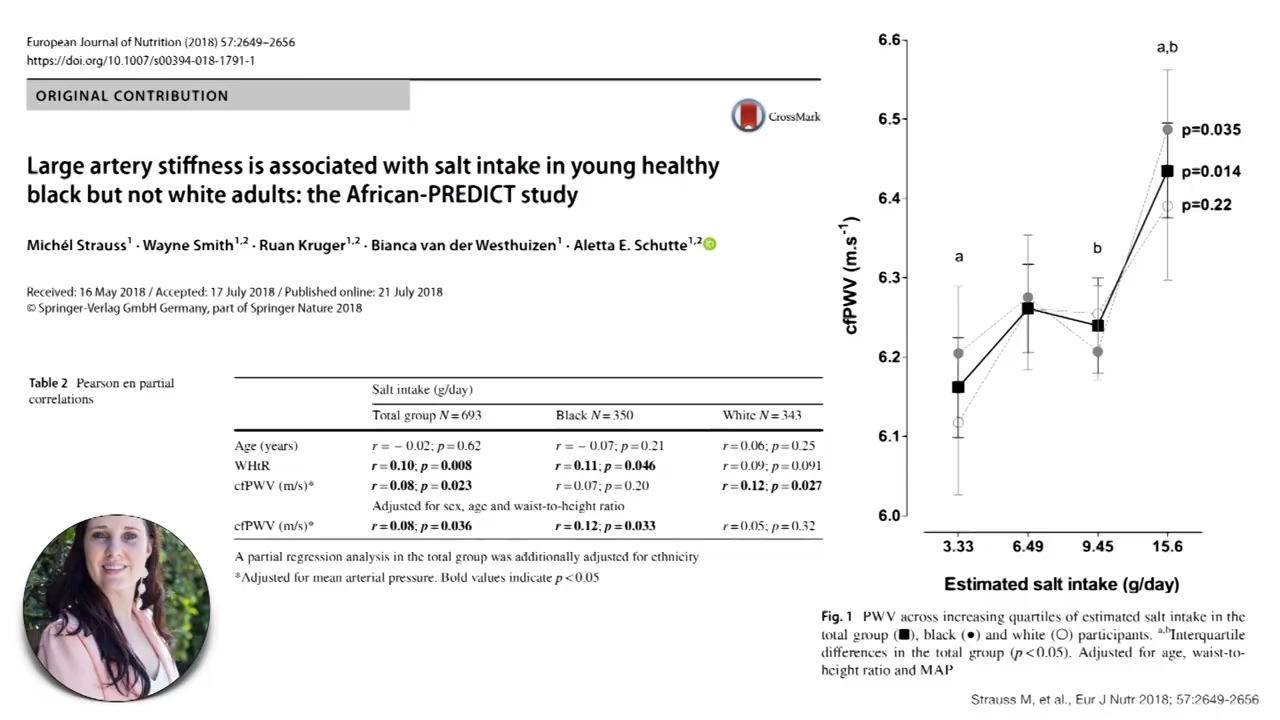 European Journal of Nutrition (2018) 57:2649–2656
https://doi.org/10.1007/s00394-018-1791-1
ORIGINAL CONTRIBUTION
CrossMark
Large artery stiffness is associated with salt intake in young healthy
black but not white adults: the African-PREDICT study
Michél Strauss1 · Wayne Smith1,2 · Ruan Kruger1,2 · Bianca van der Westhuizen1 · Aletta E. Schutte1,2
Received: 16 May 2018 / Accepted: 17 July 2018 / Published online: 21 July 2018
© Springer-Verlag GmbH Germany, part of Springer Nature 2018
Table 2 Pearson en partial
correlations
Salt intake (g/day)
Total group N = 693 Black N = 350 White N = 343
Age (years) r = − 0.02; p = 0.62 r = − 0.07; p = 0.21 r = 0.06; p = 0.25
WHtR r = 0.10; p = 0.008 r = 0.11; p = 0.046 r = 0.09; p = 0.091
cfPWV (m/s)* r = 0.08; p = 0.023 r = 0.07; p = 0.20 r = 0.12; p = 0.027
Adjusted for sex, age and waist-to-height ratio
cfPWV (m/s)* r = 0.08; p = 0.036 r = 0.12; p = 0.033 r = 0.05; p = 0.32
A partial regression analysis in the total group was additionally adjusted for ethnicity
*Adjusted for mean arterial pressure. Bold values indicate p < 0.05
cfPWV (m.s-1)
6.6
6.5
6.4
6.3
6.2
6.1
6.0
a
b
a,b
p=0.035
p=0.014
p=0.22
3.33 6.49 9.45 15.6
Estimated salt intake (g/day)
Fig. 1 PWV across increasing quartiles of estimated salt intake in the
total group (■), black (●) and white (○) participants. a,bInterquartile
differences in the total group (p < 0.05). Adjusted for age, waist-to-
height ratio and MAP
Strauss M, et al., Eur J Nutr 2018; 57:2649-2656